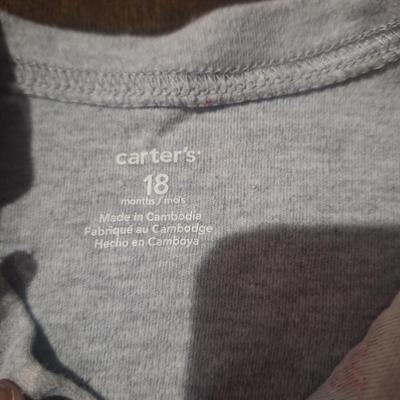 carter's
18
months / mois
Made in Cambodia
Fabriqué au Cambodge
Hecho en Camboya